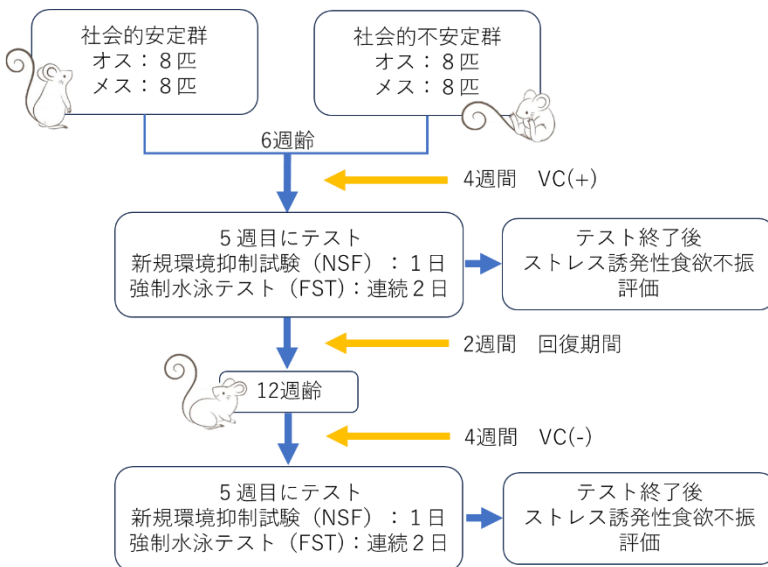 社会的安定群
オス：８匹
メス：８匹
社会的不安定群
オス：８匹
メス：８匹
6週齢
4週間　VC(+)
５週目にテスト
新規環境抑制試験（NSF）：１日
強制水泳テスト（FST）：連続２日
テスト終了後
ストレス誘発性食欲不振
評価
2週間　回復期間
12週齢
4週間　VC(-)
５週目にテスト
新規環境抑制試験（NSF）：１日
強制水泳テスト（FST）：連続２日
テスト終了後
ストレス誘発性食欲不振
評価